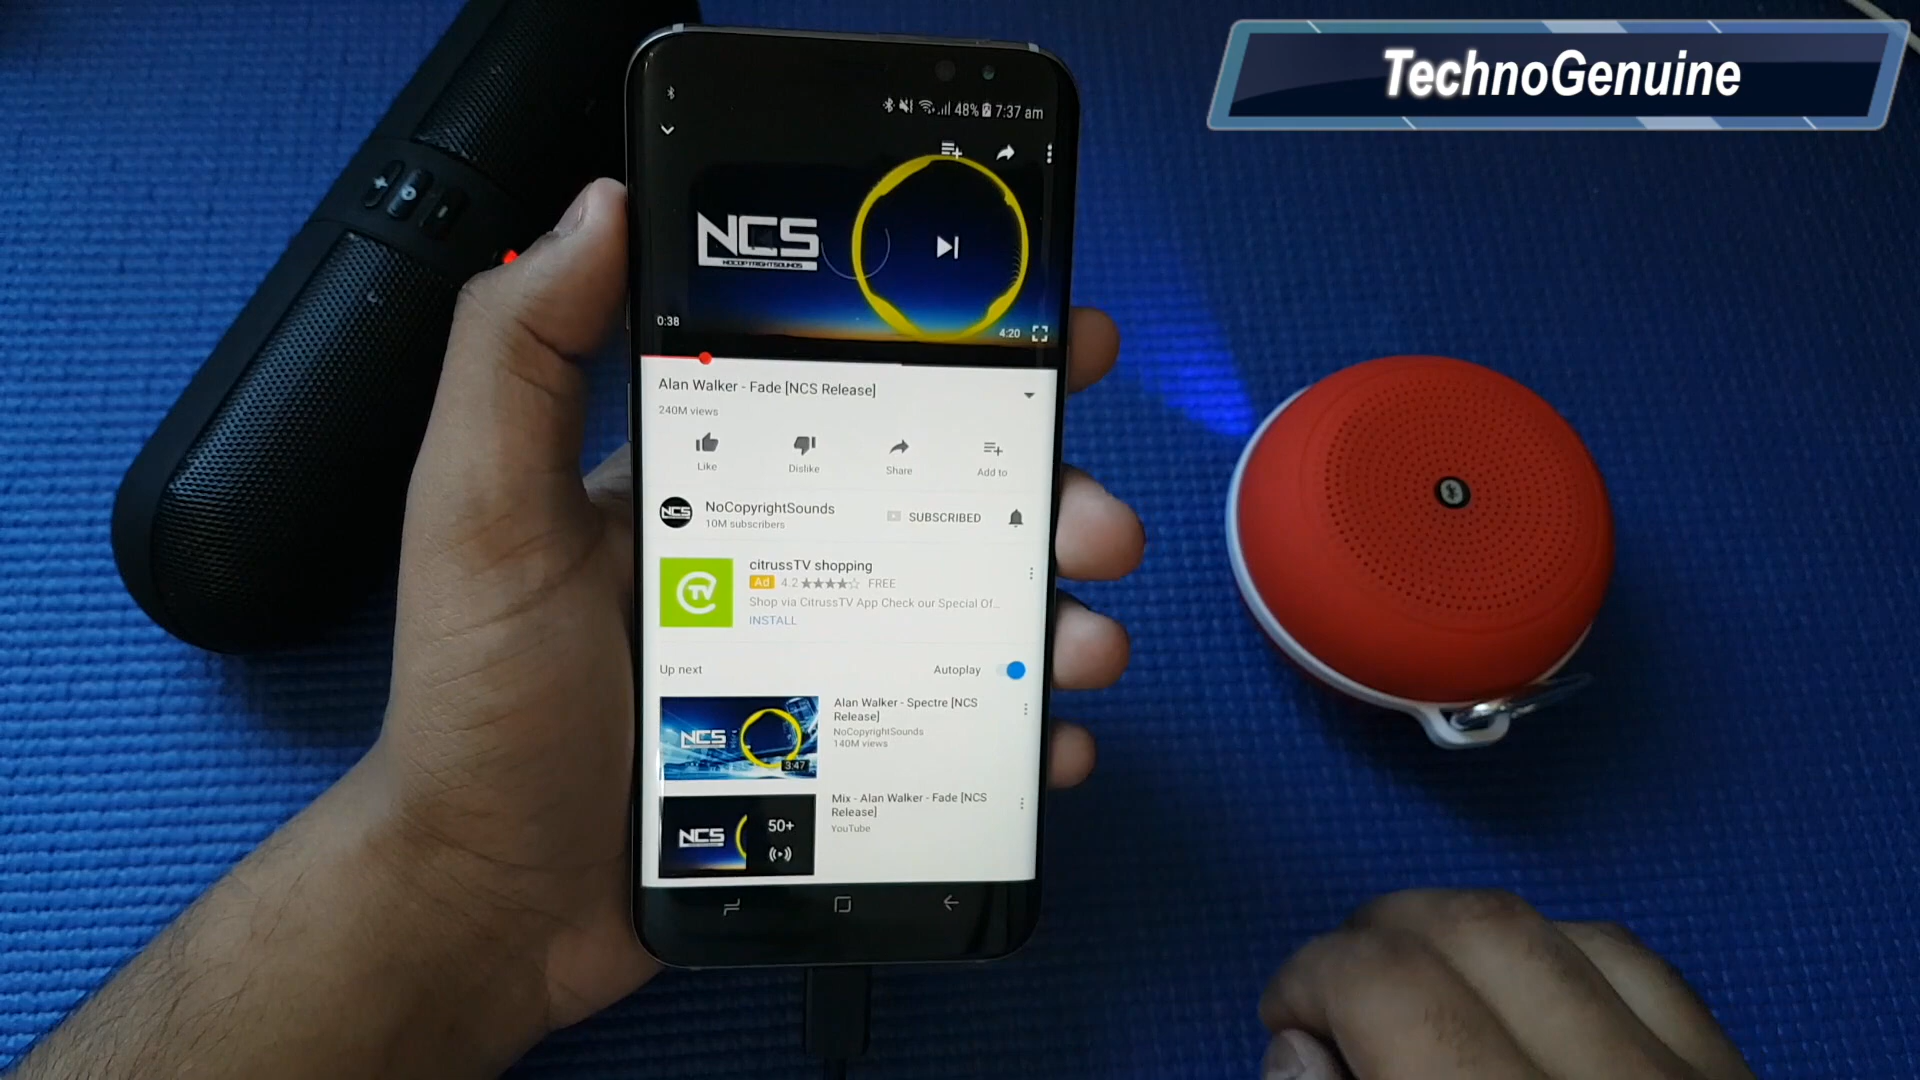 TechnoGenuine
48% 7:37 am
NCS
NOCOPYRIGHTSOUNDS
0:38
4:20
Alan Walker - Fade [NCS Release]
240M views
Like
Dislike
Share
Add to
NCS
NoCopyrightSounds
10M subscribers
SUBSCRIBED
TV
citrussTV shopping
Ad 4.2 FREE
Shop via CitrussTV App Check our Special Of...
INSTALL
Up next
Autoplay
NCS
3:47
Alan Walker - Spectre [NCS
Release]
NoCopyrightSounds
140M views
NCS
50+
Mix - Alan Walker - Fade [NCS
Release]
YouTube